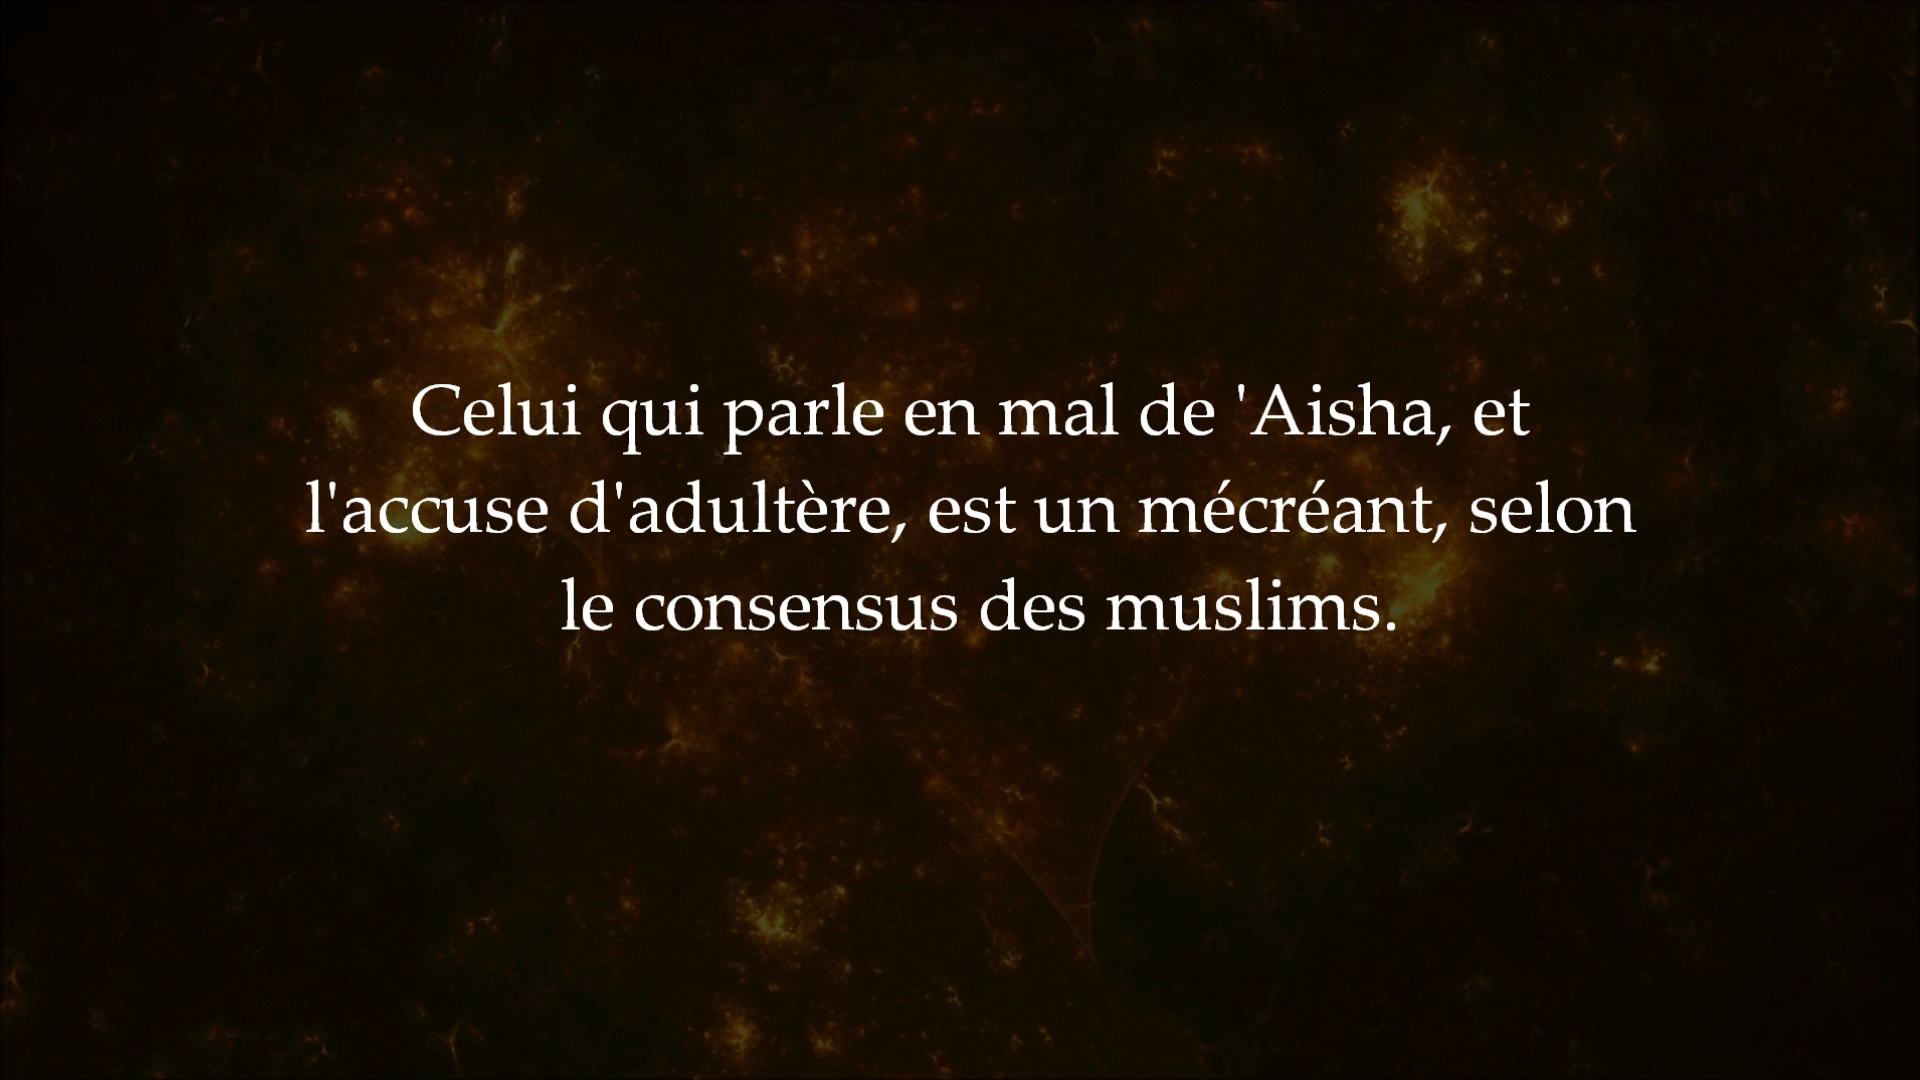 Celui qui parle en mal de 'Aisha, et
l'accuse d'adultère, est un mécréant, selon
le consensus des muslims.